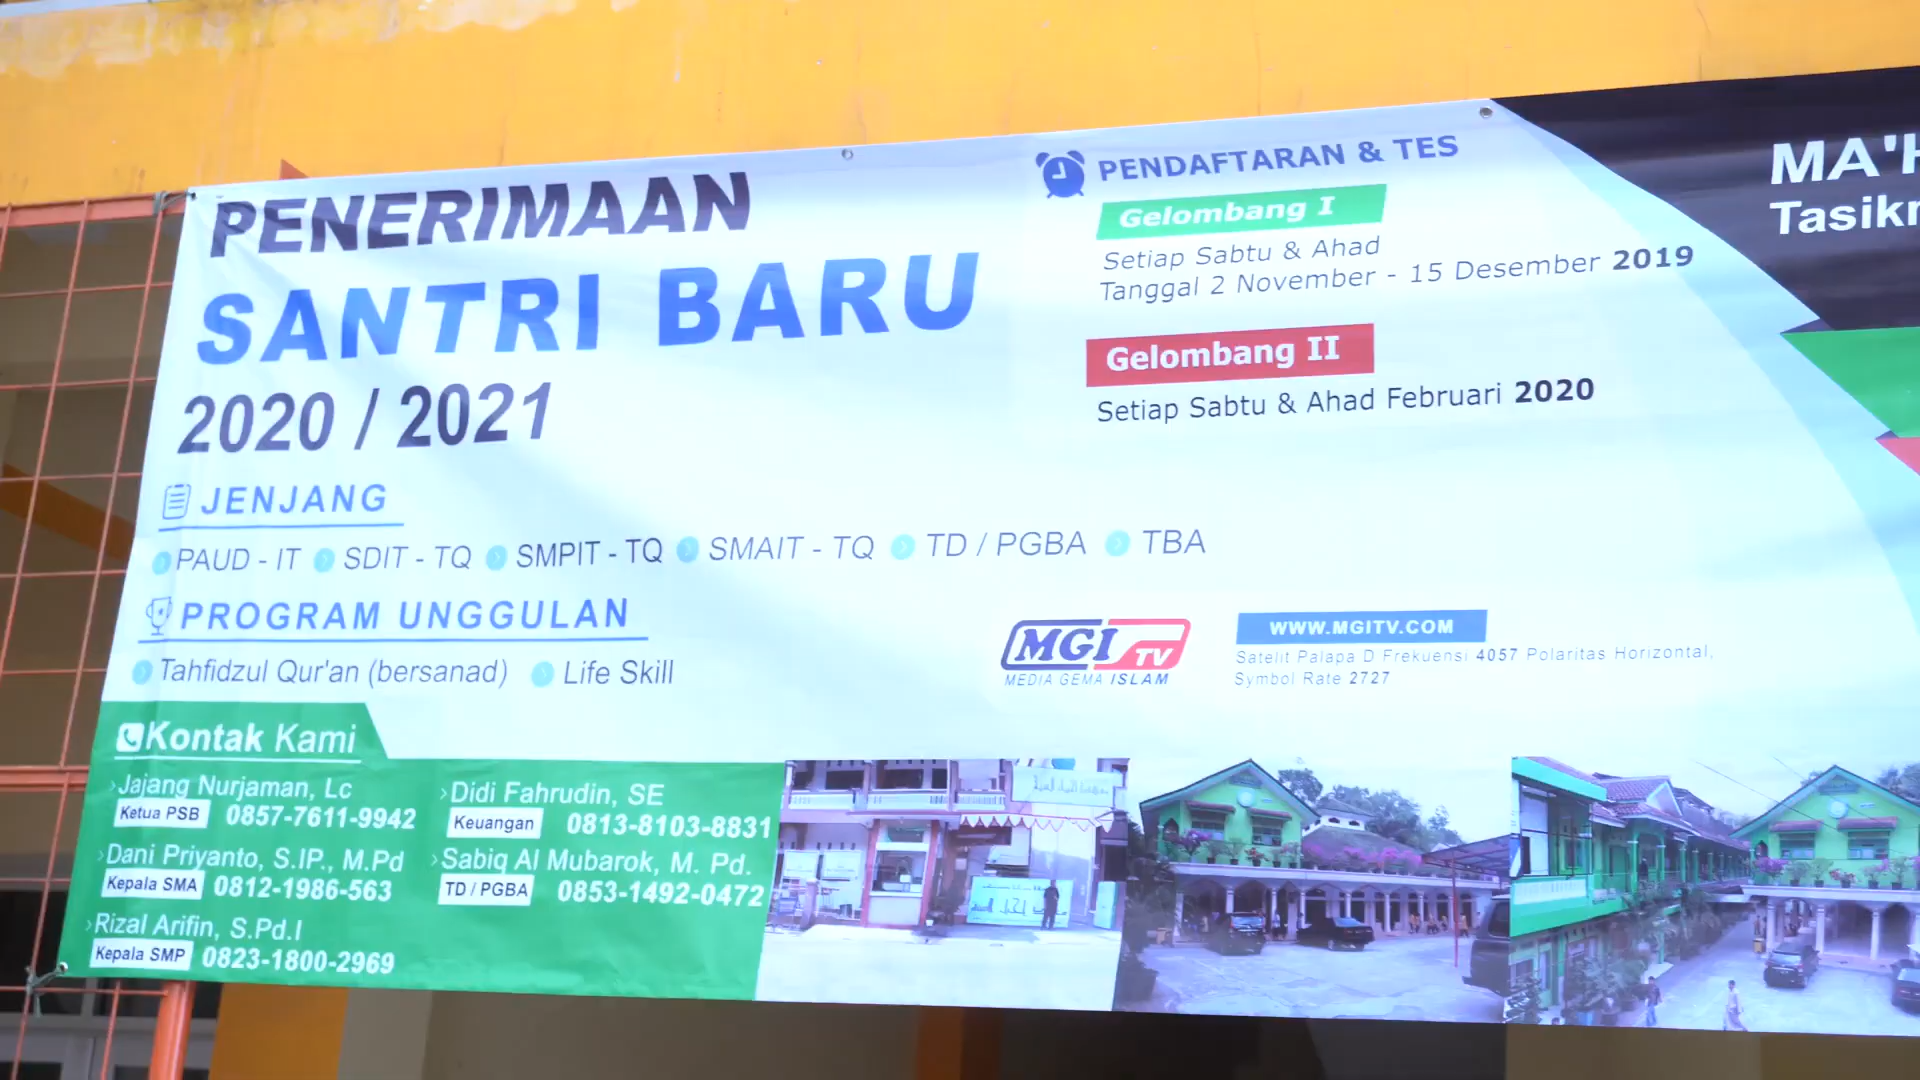 PENERIMAAN
SANTRI BARU
2020 / 2021
JENJANG
PAUD - IT SDIT - TQ SMPIT - TQ SMAIT - TQ TD / PGBA TBA
PROGRAM UNGGULAN
Tahfidzul Qur'an (bersanad) Life Skill
PENDAFTARAN & TES
Gelombang I
Setiap Sabtu & Ahad
Tanggal 2 November - 15 Desember 2019
Gelombang II
Setiap Sabtu & Ahad Februari 2020
MGI TV
MEDIA GEMA ISLAM
WWW.MGITV.COM
Satelit Palapa D Frekuensi 4057 Polaritas Horizontal,
Symbol Rate 2727
Kontak Kami
Jajang Nurjaman, Lc
Ketua PSB 0857-7611-9942
Dani Priyanto, S.IP., M.Pd
Kepala SMA 0812-1986-563
Rizal Arifin, S.Pd.I
Kepala SMP 0823-1800-2969
Didi Fahrudin, SE
Keuangan 0813-8103-8831
Sabiq Al Mubarok, M. Pd.
TD / PGBA 0853-1492-0472
MA'H
Tasik